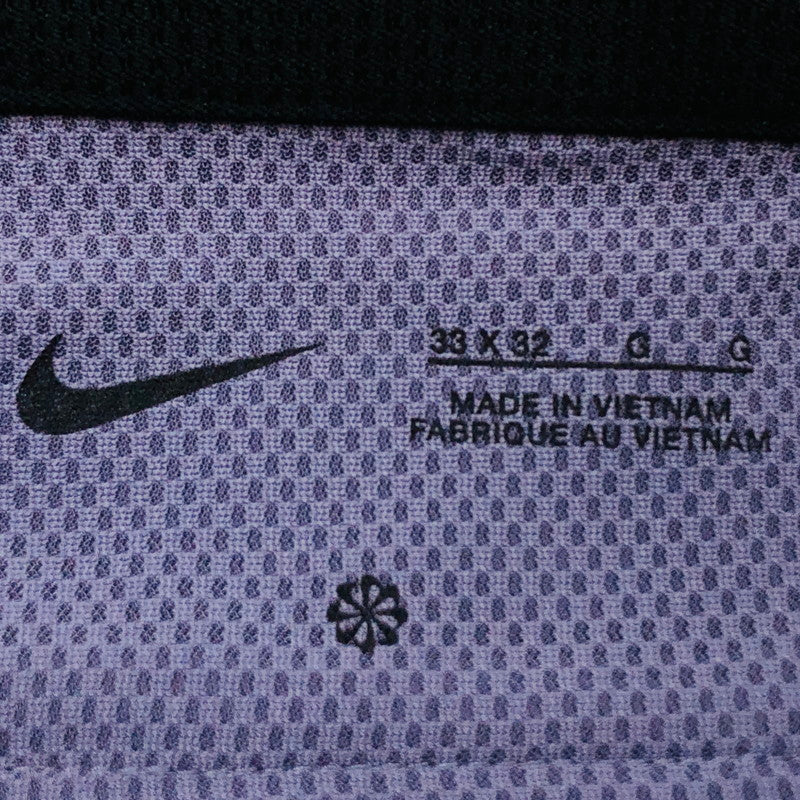 33 X 32 G G
MADE IN VIETNAM
FABRIQUE AU VIETNAM